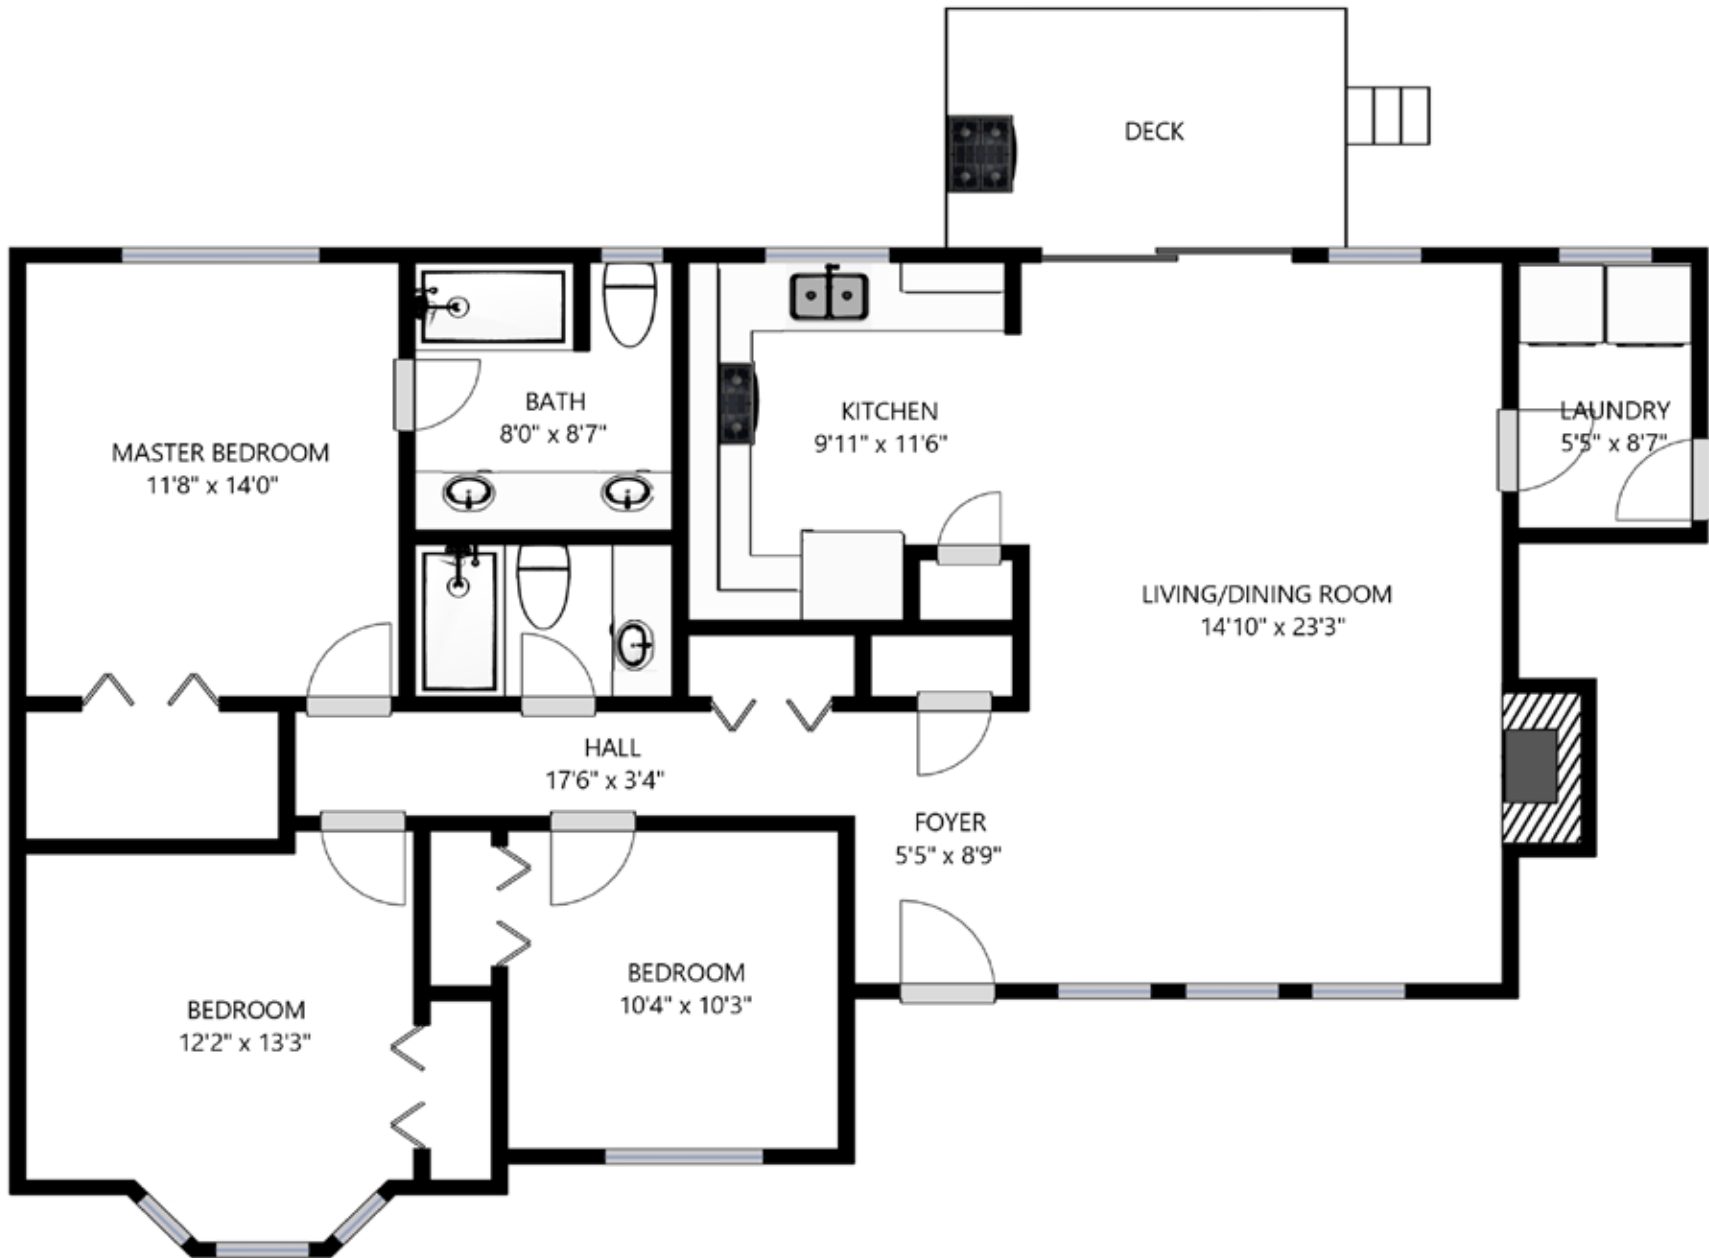 DECK
BATH
8'0" x 8'7"
KITCHEN
9'11" x 11'6"
LAUNDRY
5'5" x 8'7"
MASTER BEDROOM
11'8" x 14'0"
LIVING/DINING ROOM
14'10" x 23'3"
HALL
17'6" x 3'4"
FOYER
5'5" x 8'9"
BEDROOM
10'4" x 10'3"
BEDROOM
12'2" x 13'3"